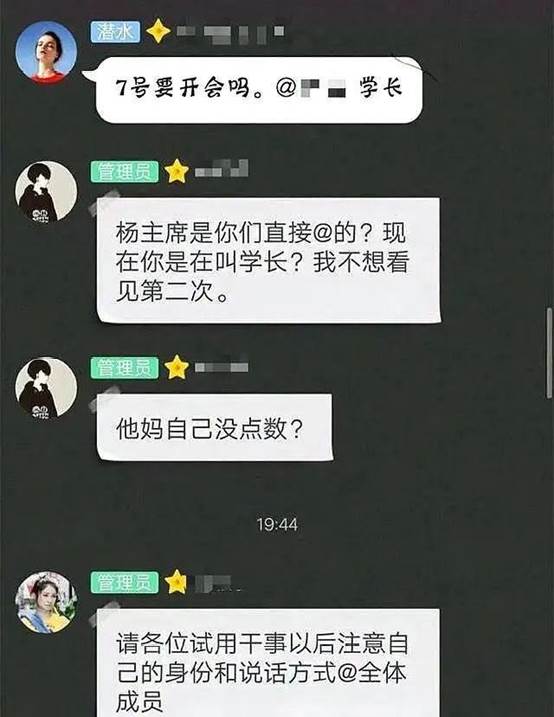 潜水
7号要开会吗。@ 学长
管理员
杨主席是你们直接@的？现
在你是在叫学长？我不想看
见第二次。
管理员
他妈自己没点数？
19:44
管理员
请各位试用干事以后注意自
己的身份和说话方式@全体
成员